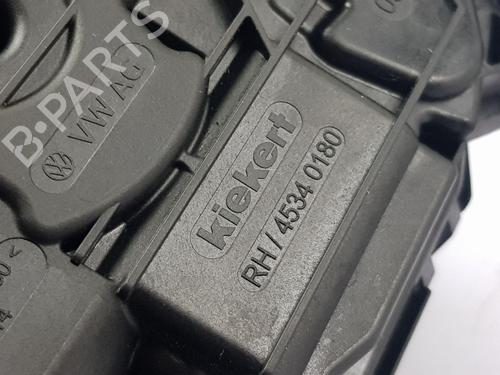 B-PARTS
VW AG
kiekert
RH / 4534 0180